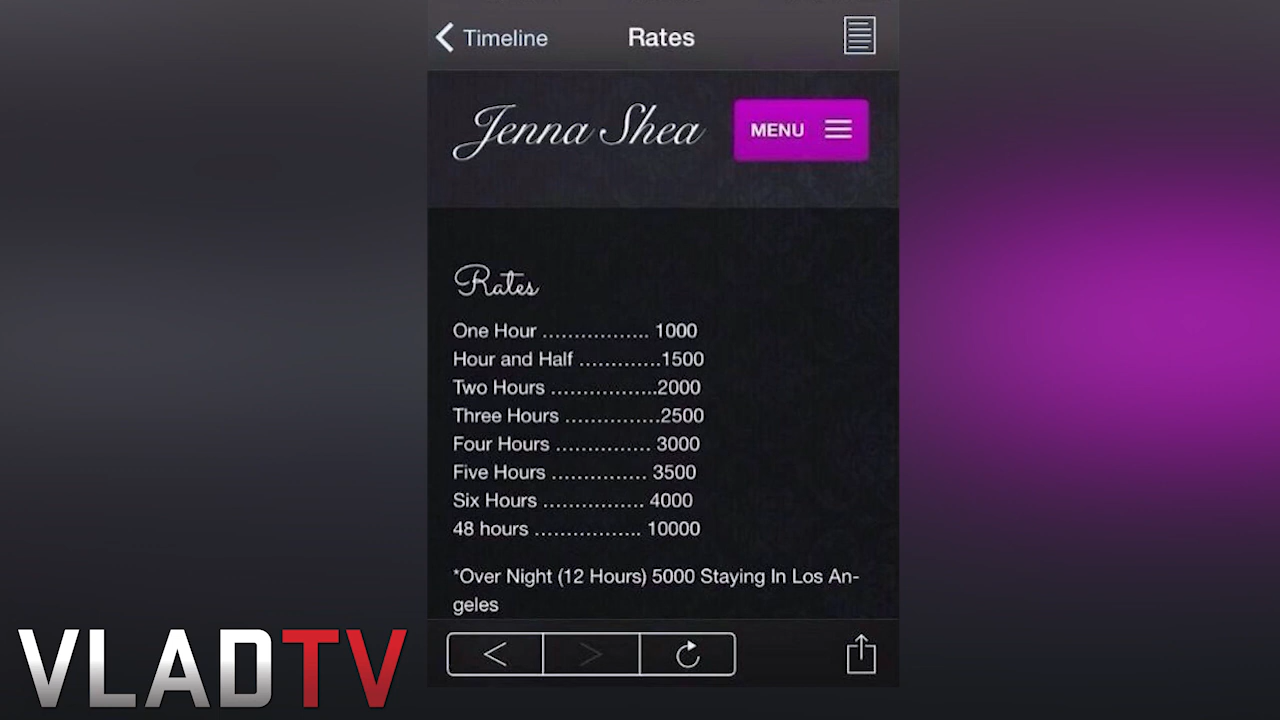 Timeline Rates
Jenna Shea MENU
Rates
One Hour ................. 1000
Hour and Half .............1500
Two Hours .................2000
Three Hours ...............2500
Four Hours ............... 3000
Five Hours ............... 3500
Six Hours ................ 4000
48 hours ................. 10000
*Over Night (12 Hours) 5000 Staying In Los An-
geles
VLADTV